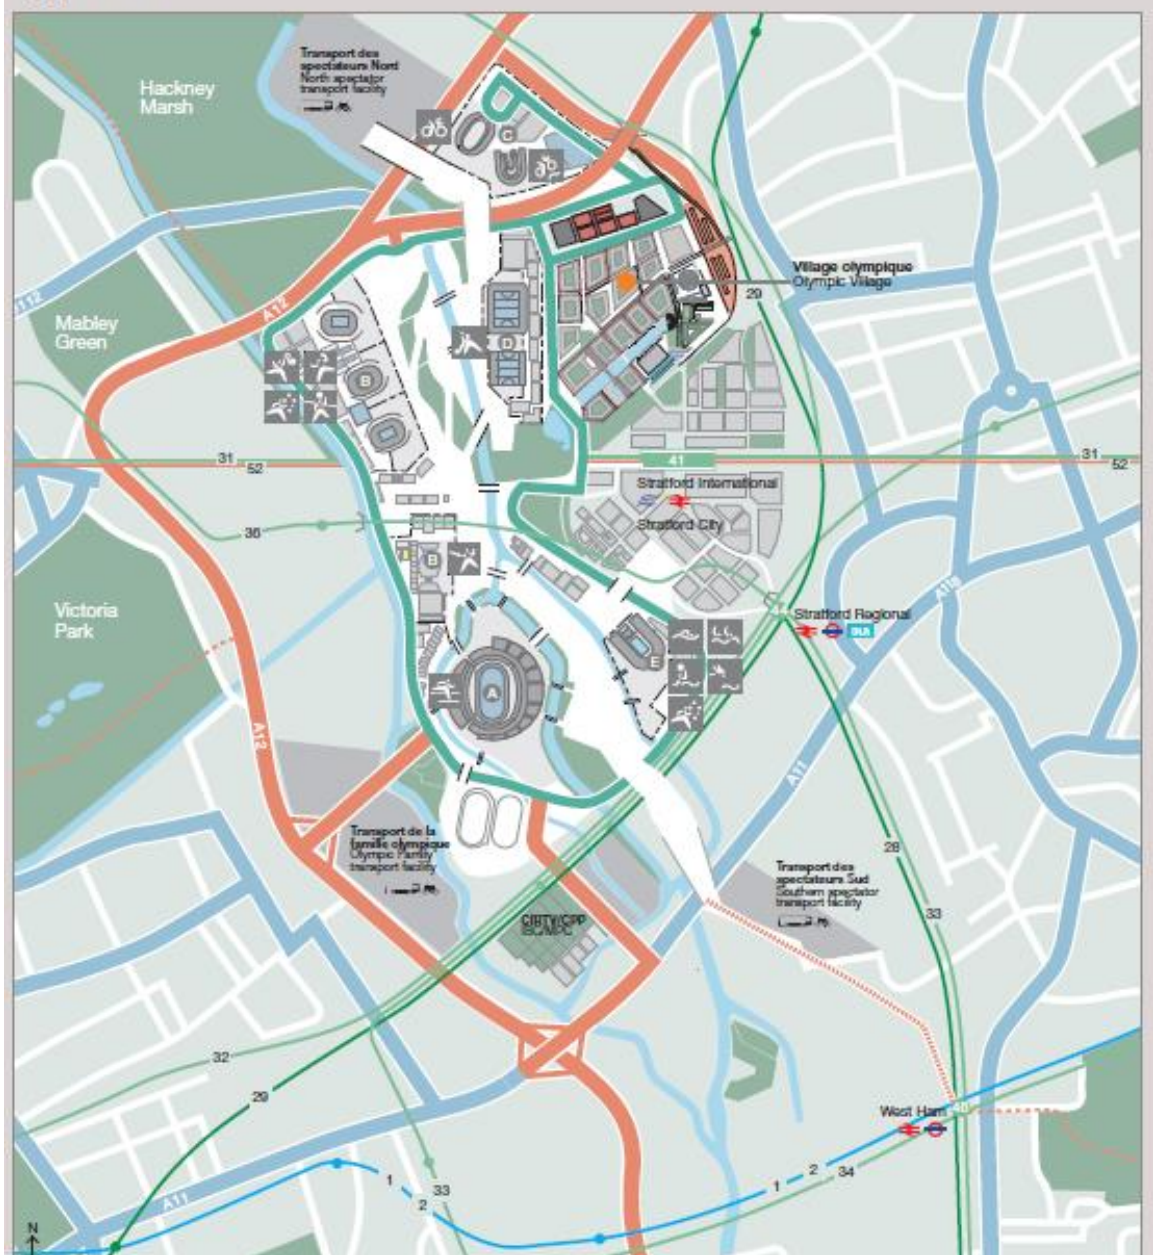 Transport des
spectateurs Nord
North spectator
transport facility
Hackney
Marsh
C
Village olympique
Olympic Village
29
A12
Mabley
Green
D
B
31
52
41
31
52
Stratford International
Stratford City
36
B
A118
Victoria
Park
Stratford Regional
DLR
E
A
A12
A11
Transport de la
famille olympique
Olympic Family
transport facility
28
Transport des
spectateurs Sud
Southern spectator
transport facility
33
CIRTV/CPP
IBC/MPC
32
29
West Ham
1
2
34
1
2
33
A11
N